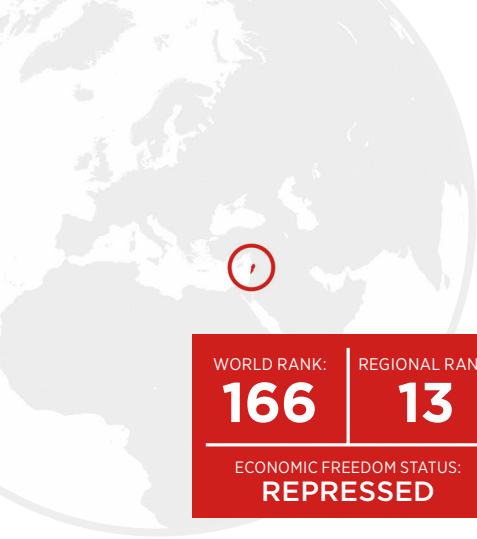 WORLD RANK:
166
REGIONAL RAN
13
ECONOMIC FREEDOM STATUS:
REPRESSED